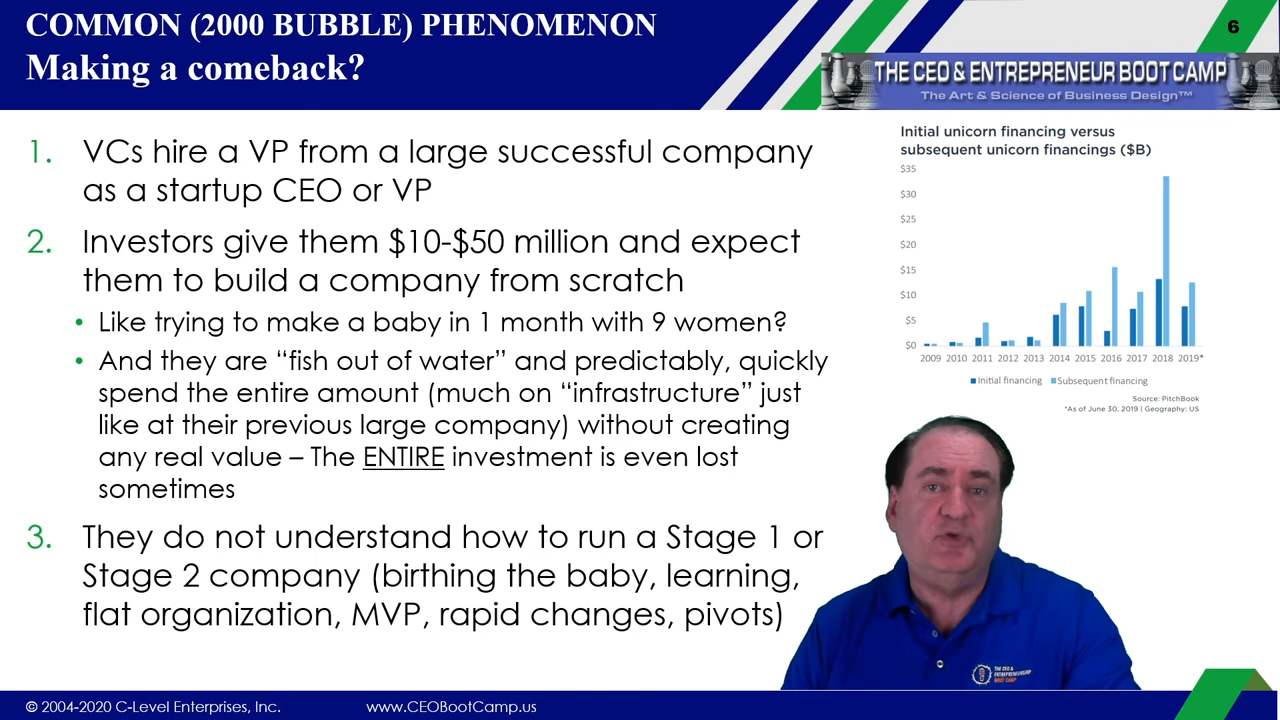 COMMON (2000 BUBBLE) PHENOMENON
Making a comeback?
6
THE CEO & ENTREPRENEUR BOOT CAMP
The Art & Science of Business Design™
1. VCs hire a VP from a large successful company
as a startup CEO or VP
2. Investors give them $10-$50 million and expect
them to build a company from scratch
• Like trying to make a baby in 1 month with 9 women?
• And they are “fish out of water” and predictably, quickly
spend the entire amount (much on “infrastructure” just
like at their previous large company) without creating
any real value – The ENTIRE investment is even lost
sometimes
3. They do not understand how to run a Stage 1 or
Stage 2 company (birthing the baby, learning,
flat organization, MVP, rapid changes, pivots)
Initial unicorn financing versus
subsequent unicorn financings ($B)
$35
$30
$25
$20
$15
$10
$5
$0
2009 2010 2011 2012 2013 2014 2015 2016 2017 2018 2019*
Initial financing Subsequent financing
Source: PitchBook
*As of June 30, 2019 | Geography: US
THE CEO &
ENTREPRENEURSHIP
BOOT CAMP
© 2004-2020 C-Level Enterprises, Inc. www.CEOBootCamp.us